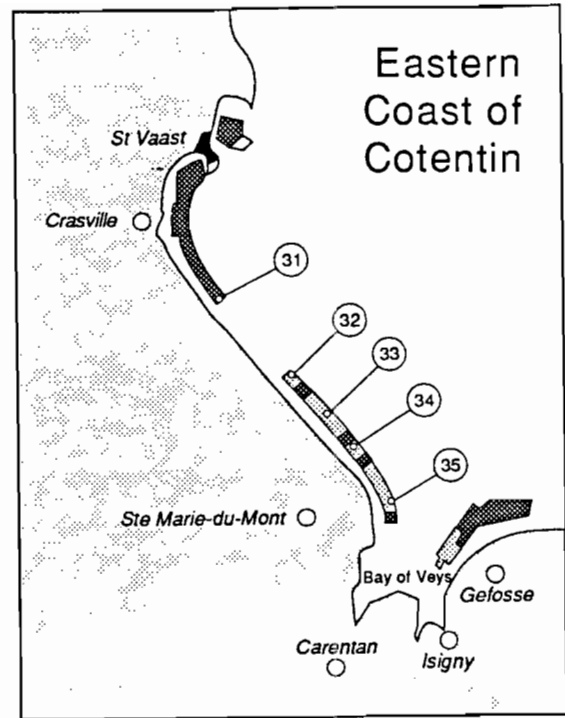 Eastern
Coast of
Cotentin
St Vaast
Crasville
31
32
33
34
35
Ste Marie-du-Mont
Bay of Veys
Gefosse
Carentan
Isigny